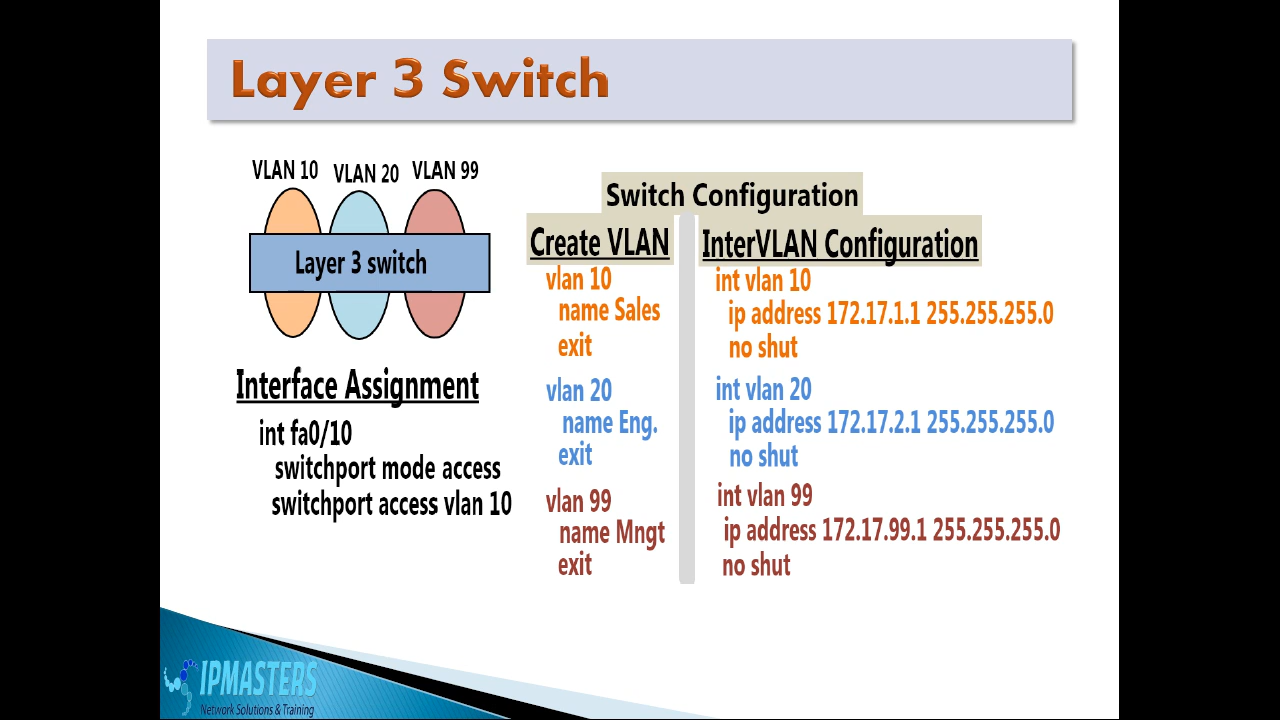 Layer 3 Switch
VLAN 10
VLAN 20
VLAN 99
Layer 3 switch
Interface Assignment
int fa0/10
switchport mode access
switchport access vlan 10
Switch Configuration
Create VLAN
vlan 10
name Sales
exit
vlan 20
name Eng.
exit
vlan 99
name Mngt
exit
InterVLAN Configuration
int vlan 10
ip address 172.17.1.1 255.255.255.0
no shut
int vlan 20
ip address 172.17.2.1 255.255.255.0
no shut
int vlan 99
ip address 172.17.99.1 255.255.255.0
no shut
IPMASTERS
Network Solutions & Training